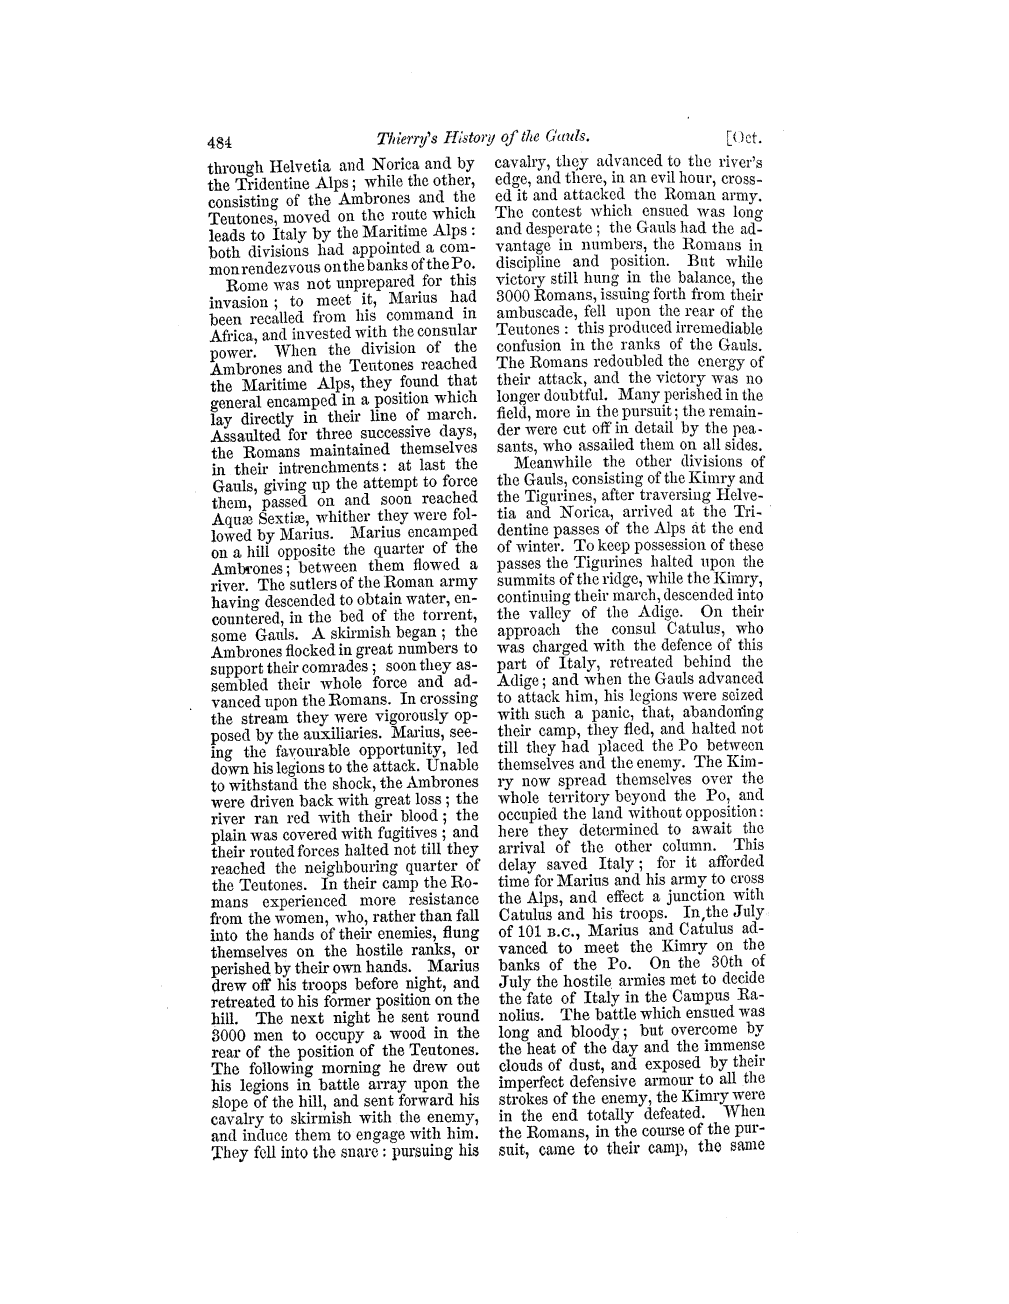 484 Thierry's History of the Gauls. [Oct.
through Helvetia and Norica and by
the Tridentine Alps; while the other,
consisting of the Ambrones and the
Teutones, moved on the route which
leads to Italy by the Maritime Alps:
both divisions had appointed a com-
mon rendezvous on the banks of the Po.
Rome was not unprepared for this
invasion; to meet it, Marius had
been recalled from his command in
Africa, and invested with the consular
power. When the division of the
Ambrones and the Teutones reached
the Maritime Alps, they found that
general encamped in a position which
lay directly in their line of march.
Assaulted for three successive days,
the Romans maintained themselves
in their intrenchments: at last the
Gauls, giving up the attempt to force
them, passed on and soon reached
Aquæ Sextiæ, whither they were fol-
lowed by Marius. Marius encamped
on a hill opposite the quarter of the
Ambrones; between them flowed a
river. The sutlers of the Roman army
having descended to obtain water, en-
countered, in the bed of the torrent,
some Gauls. A skirmish began; the
Ambrones flocked in great numbers to
support their comrades; soon they as-
sembled their whole force and ad-
vanced upon the Romans. In crossing
the stream they were vigorously op-
posed by the auxiliaries. Marius, see-
ing the favourable opportunity, led
down his legions to the attack. Unable
to withstand the shock, the Ambrones
were driven back with great loss; the
river ran red with their blood; the
plain was covered with fugitives; and
their routed forces halted not till they
reached the neighbouring quarter of
the Teutones. In their camp the Ro-
mans experienced more resistance
from the women, who, rather than fall
into the hands of their enemies, flung
themselves on the hostile ranks, or
perished by their own hands. Marius
drew off his troops before night, and
retreated to his former position on the
hill. The next night he sent round
3000 men to occupy a wood in the
rear of the position of the Teutones.
The following morning he drew out
his legions in battle array upon the
slope of the hill, and sent forward his
cavalry to skirmish with the enemy,
and induce them to engage with him.
They fell into the snare: pursuing his
cavalry, they advanced to the river's
edge, and there, in an evil hour, cross-
ed it and attacked the Roman army.
The contest which ensued was long
and desperate; the Gauls had the ad-
vantage in numbers, the Romans in
discipline and position. But while
victory still hung in the balance, the
3000 Romans, issuing forth from their
ambuscade, fell upon the rear of the
Teutones: this produced irremediable
confusion in the ranks of the Gauls.
The Romans redoubled the energy of
their attack, and the victory was no
longer doubtful. Many perished in the
field, more in the pursuit; the remain-
der were cut off in detail by the pea-
sants, who assailed them on all sides.
Meanwhile the other divisions of
the Gauls, consisting of the Kimry and
the Tigurines, after traversing Helve-
tia and Norica, arrived at the Tri-
dentine passes of the Alps at the end
of winter. To keep possession of these
passes the Tigurines halted upon the
summits of the ridge, while the Kimry,
continuing their march, descended into
the valley of the Adige. On their
approach the consul Catulus, who
was charged with the defence of this
part of Italy, retreated behind the
Adige; and when the Gauls advanced
to attack him, his legions were seized
with such a panic, that, abandoning
their camp, they fled, and halted not
till they had placed the Po between
themselves and the enemy. The Kim-
ry now spread themselves over the
whole territory beyond the Po, and
occupied the land without opposition:
here they determined to await the
arrival of the other column. This
delay saved Italy; for it afforded
time for Marius and his army to cross
the Alps, and effect a junction with
Catulus and his troops. In the July
of 101 B.C., Marius and Catulus ad-
vanced to meet the Kimry on the
banks of the Po. On the 30th of
July the hostile armies met to decide
the fate of Italy in the Campus Ra-
nolius. The battle which ensued was
long and bloody; but overcome by
the heat of the day and the immense
clouds of dust, and exposed by their
imperfect defensive armour to all the
strokes of the enemy, the Kimry were
in the end totally defeated. When
the Romans, in the course of the pur-
suit, came to their camp, the same